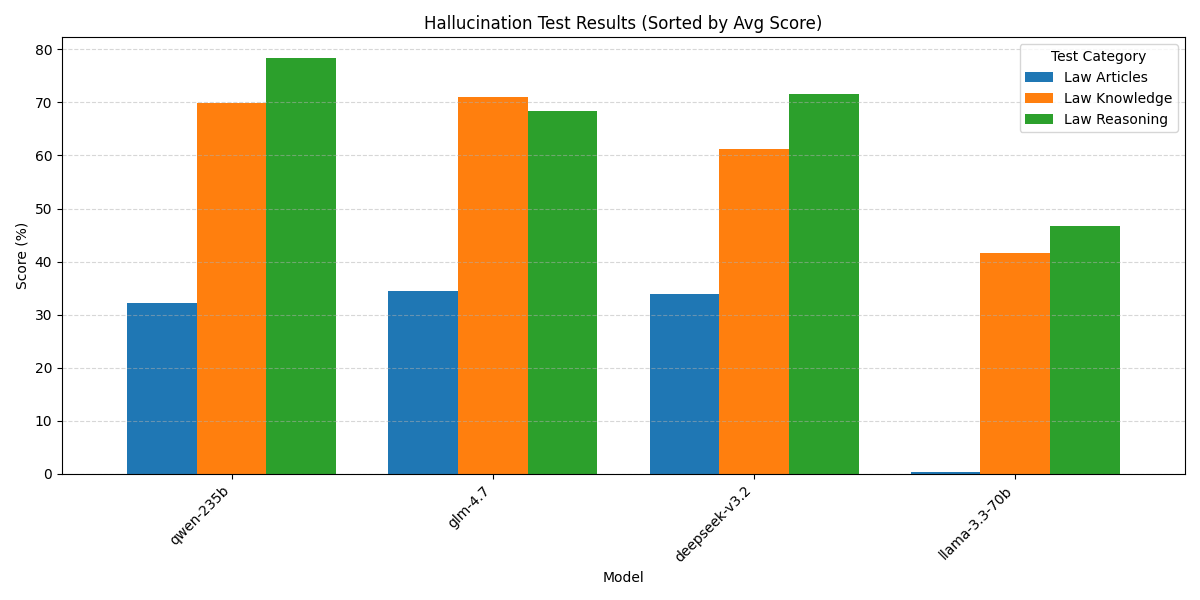 Hallucination Test Results (Sorted by Avg Score)
Test Category
Law Articles
Law Knowledge
Law Reasoning
Score (%)
80
70
60
50
40
30
20
10
0
qwen-235b
glm-4.7
deepseek-v3.2
llama-3.3-70b
Model